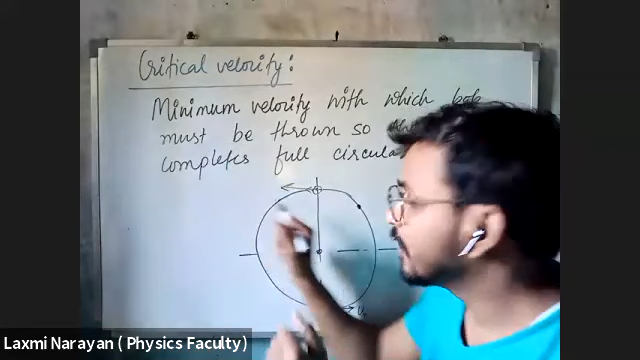 Critical velocity:
Minimum velocity with which bob
must be thrown so
completes full circula
u
Laxmi Narayan ( Physics Faculty)